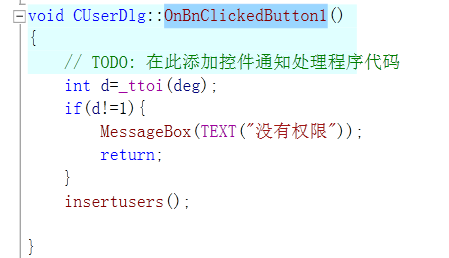 void CUserDlg::OnBnClickedButton1()
{
// TODO: 在此添加控件通知处理程序代码
int d=_ttoi(deg);
if(d!=1){
MessageBox(TEXT("没有权限"));
return;
}
insertusers();
}